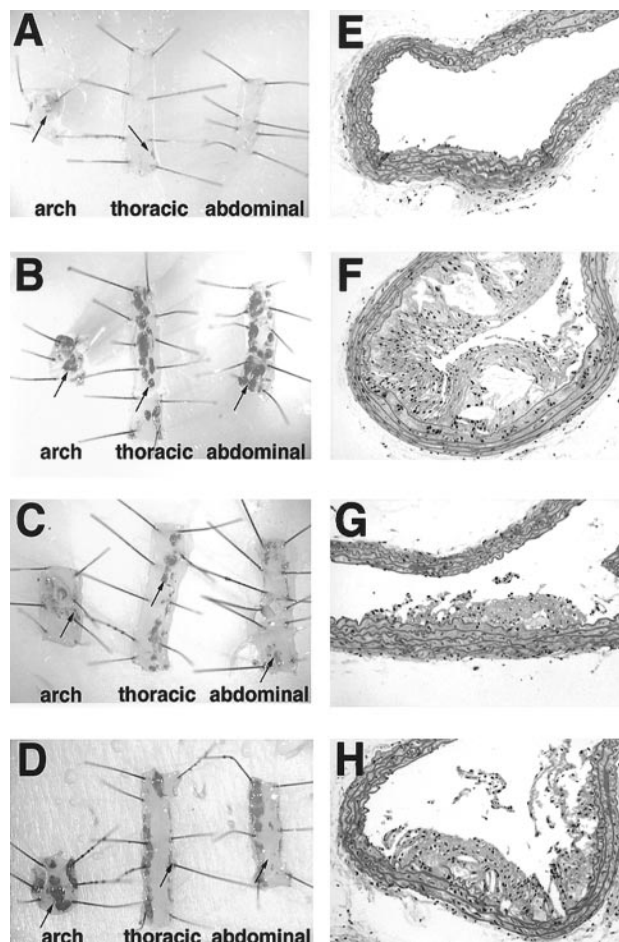 A
E
arch thoracic abdominal
B
F
arch thoracic abdominal
C
G
arch thoracic abdominal
D
H
arch thoracic abdominal